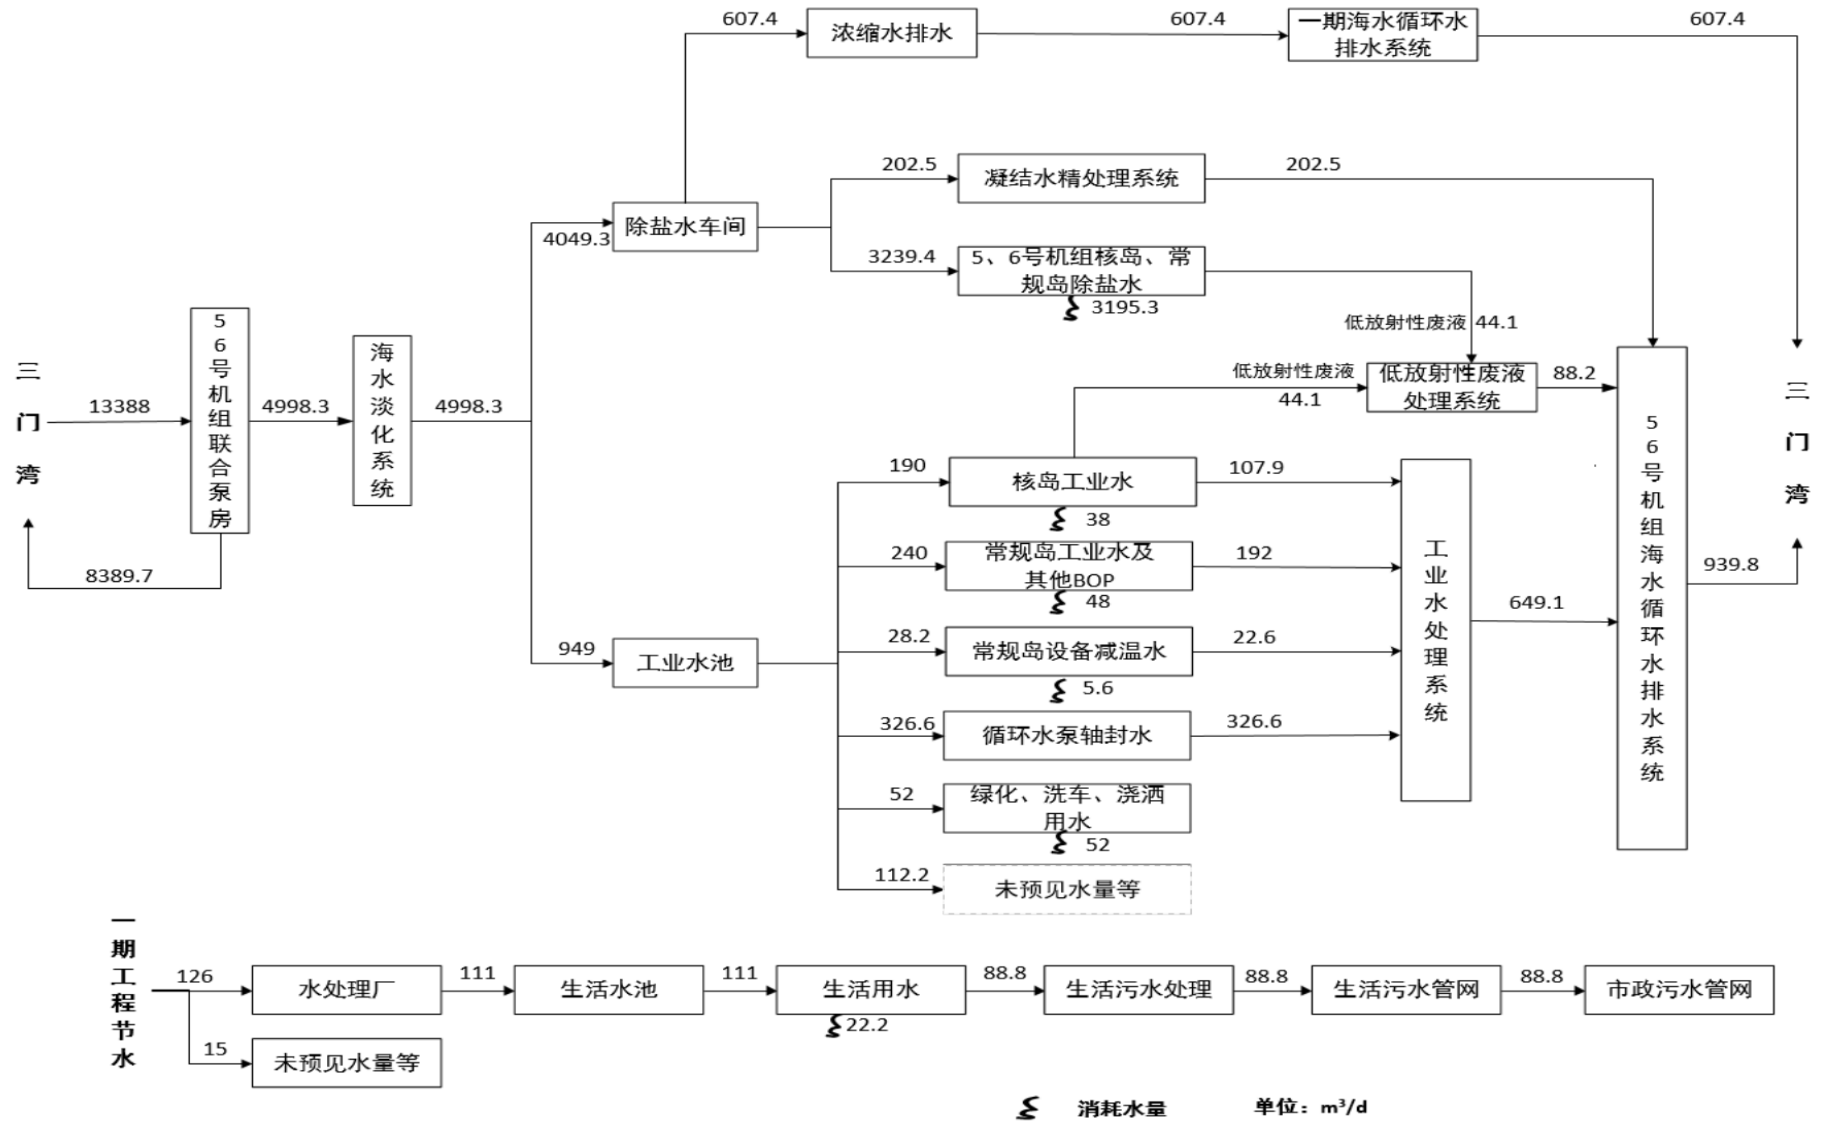 607.4
浓缩水排水
607.4
一期海水循环水
排水系统
607.4
202.5
凝结水精处理系统
202.5
除盐水车间
4049.3
3239.4
5、6号机组核岛、常
规岛除盐水
3195.3
低放射性废液 44.1
低放射性废液
44.1
低放射性废液
处理系统
88.2
三门湾
13388
56号机组联合泵房
4998.3
海水淡化系统
4998.3
8389.7
190
核岛工业水
107.9
38
240
常规岛工业水及
其他BOP
192
48
949
工业水池
28.2
常规岛设备减温水
22.6
5.6
326.6
循环水泵轴封水
326.6
52
绿化、洗车、浇洒
用水
52
112.2
未预见水量等
工业水处理系统
649.1
56号机组海水循环水排水系统
939.8
三门湾
一期工程节水
126
水处理厂
111
生活水池
111
生活用水
88.8
生活污水处理
88.8
生活污水管网
88.8
市政污水管网
22.2
15
未预见水量等
消耗水量
单位：m³/d